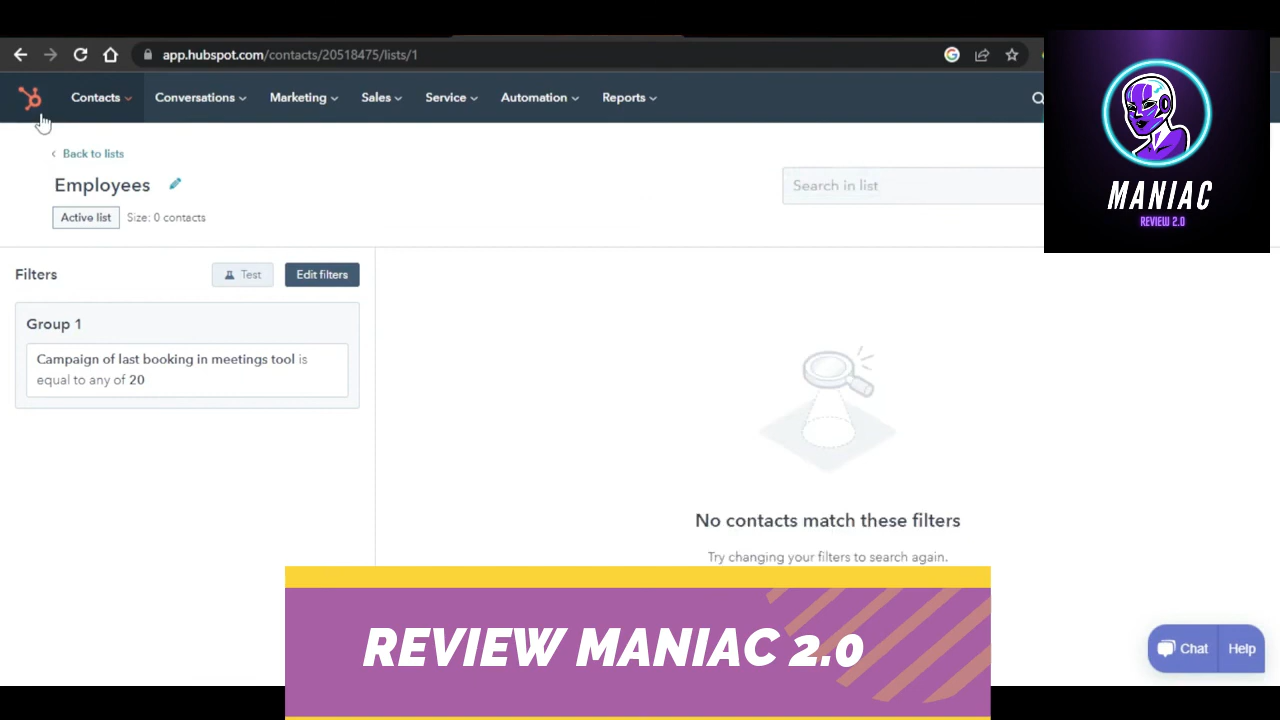 app.hubspot.com/contacts/20518475/lists/1
Contacts Conversations Marketing Sales Service Automation Reports
Back to lists
Employees
Search in list
Active list Size: 0 contacts
MANIAC
REVIEW 2.0
Filters Test Edit filters
Group 1
Campaign of last booking in meetings tool is
equal to any of 20
No contacts match these filters
Try changing your filters to search again.
REVIEW MANIAC 2.0
Chat Help